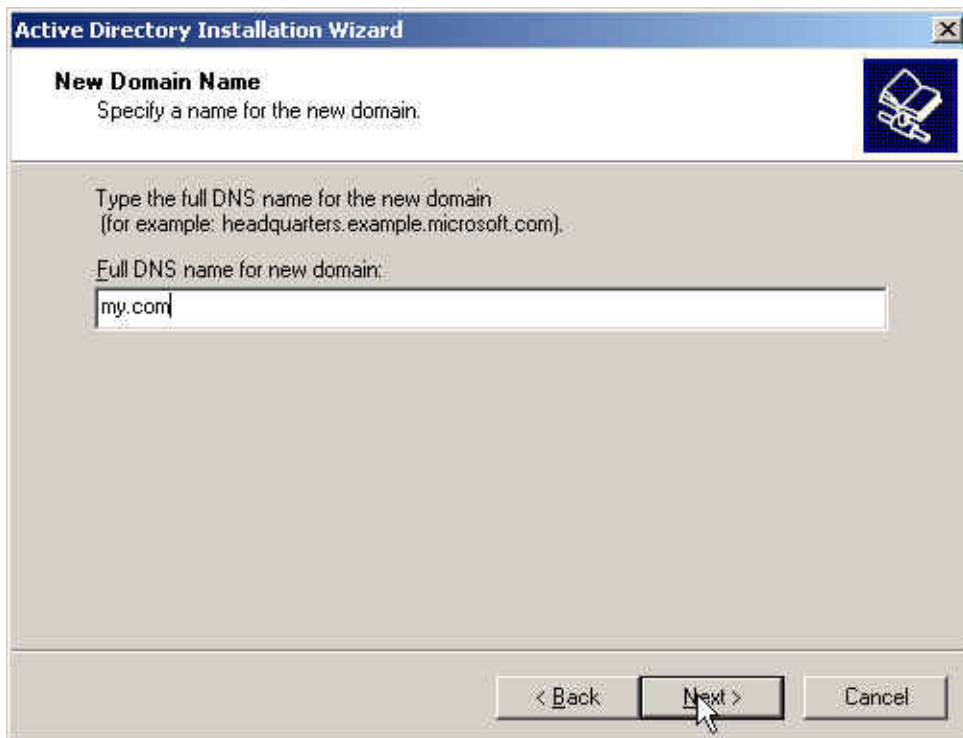 Active Directory Installation Wizard
New Domain Name
Specify a name for the new domain.
Type the full DNS name for the new domain
(for example: headquarters.example.microsoft.com).
Full DNS name for new domain:
my.com
< Back
Next >
Cancel